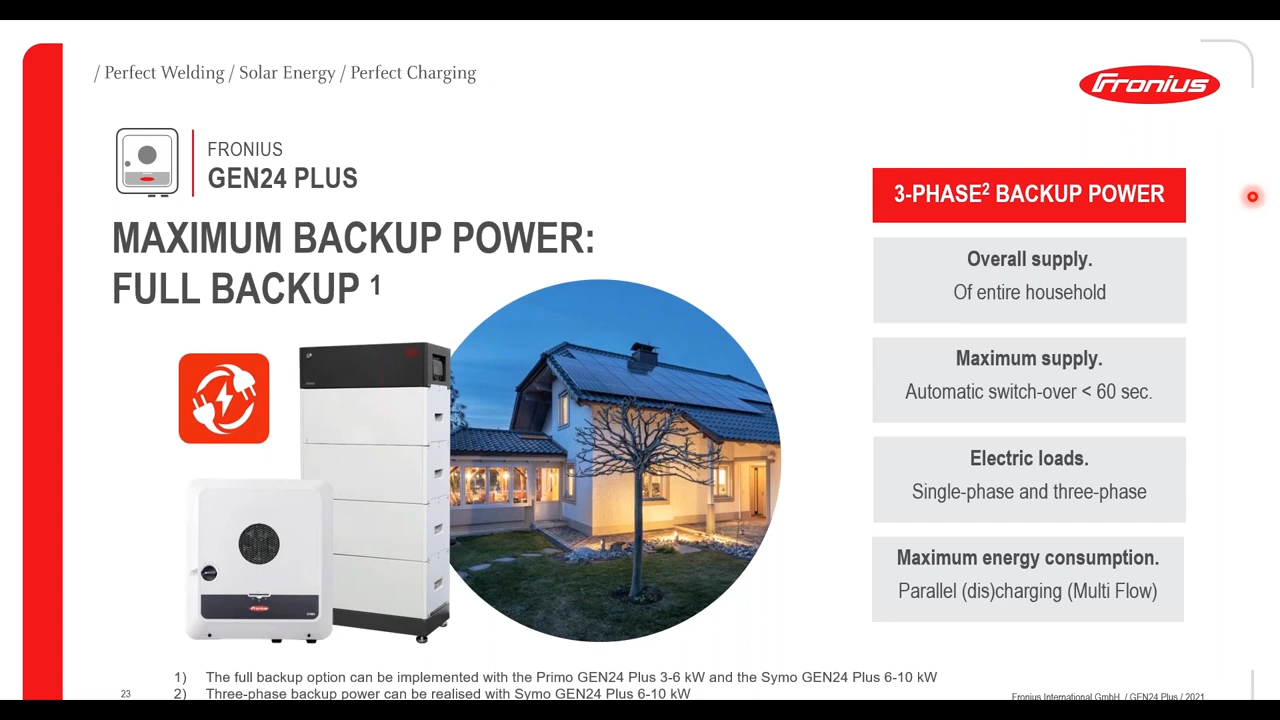 / Perfect Welding / Solar Energy / Perfect Charging
Fronius
FRONIUS
GEN24 PLUS
MAXIMUM BACKUP POWER:
FULL BACKUP ¹
3-PHASE² BACKUP POWER
Overall supply.
Of entire household
Maximum supply.
Automatic switch-over < 60 sec.
Electric loads.
Single-phase and three-phase
Maximum energy consumption.
Parallel (dis)charging (Multi Flow)
Fronius
1) The full backup option can be implemented with the Primo GEN24 Plus 3-6 kW and the Symo GEN24 Plus 6-10 kW
2) Three-phase backup power can be realised with Symo GEN24 Plus 6-10 kW
23
Fronius International GmbH / GEN24 Plus / 2021